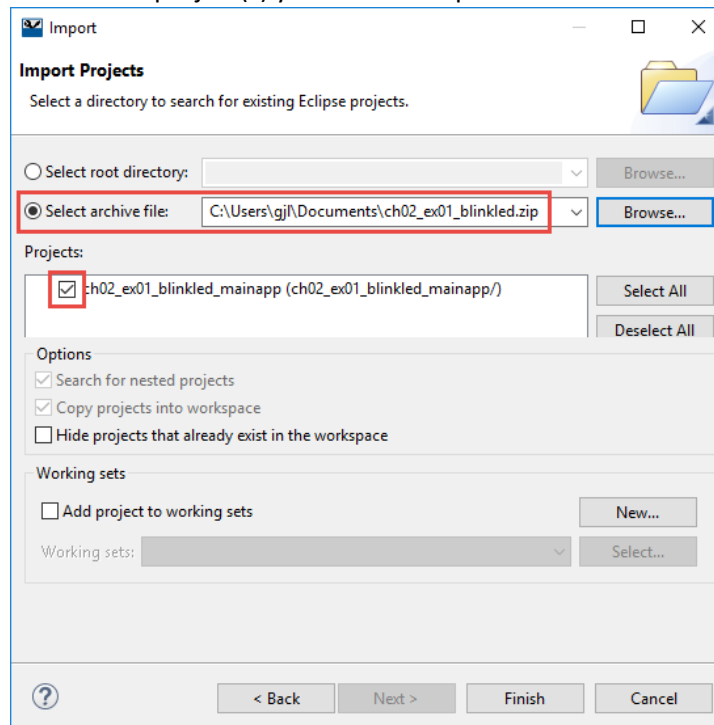 Import
Import Projects
Select a directory to search for existing Eclipse projects.
Select root directory:
Browse...
Select archive file: C:\Users\gjl\Documents\ch02_ex01_blinkled.zip Browse...
Projects:
ch02_ex01_blinkled_mainapp (ch02_ex01_blinkled_mainapp/)
Select All
Deselect All
Options
Search for nested projects
Copy projects into workspace
Hide projects that already exist in the workspace
Working sets
Add project to working sets New...
Working sets: Select...
? < Back Next > Finish Cancel